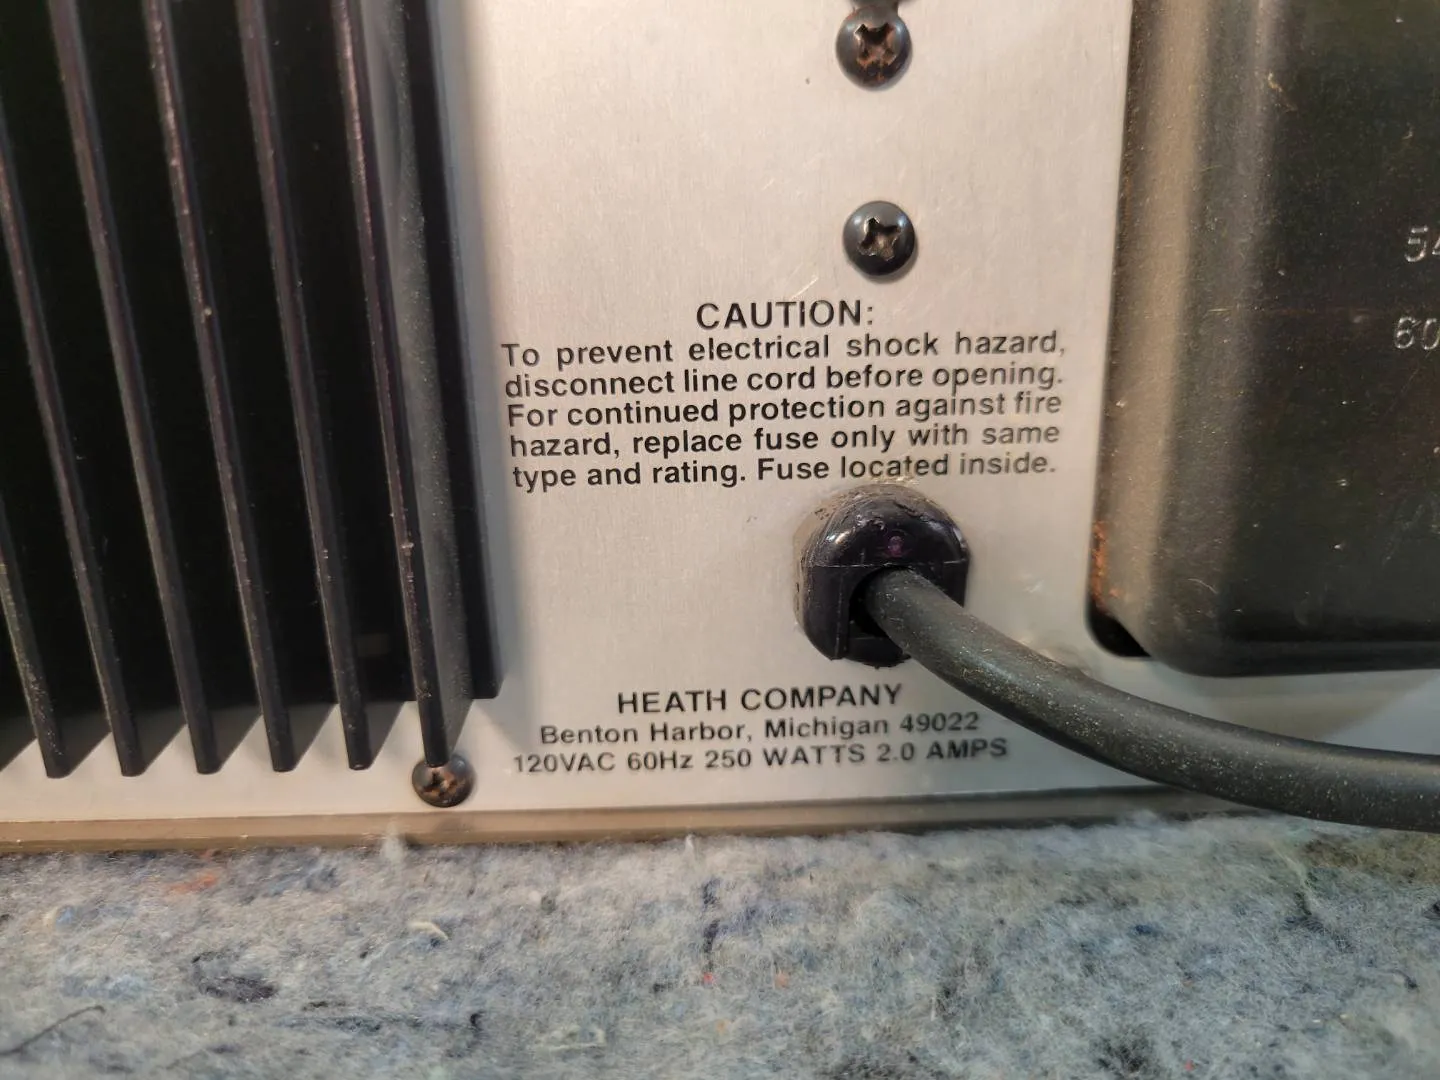 CAUTION:
To prevent electrical shock hazard,
disconnect line cord before opening.
For continued protection against fire
hazard, replace fuse only with same
type and rating. Fuse located inside.
HEATH COMPANY
Benton Harbor, Michigan 49022
120VAC 60Hz 250 WATTS 2.0 AMPS